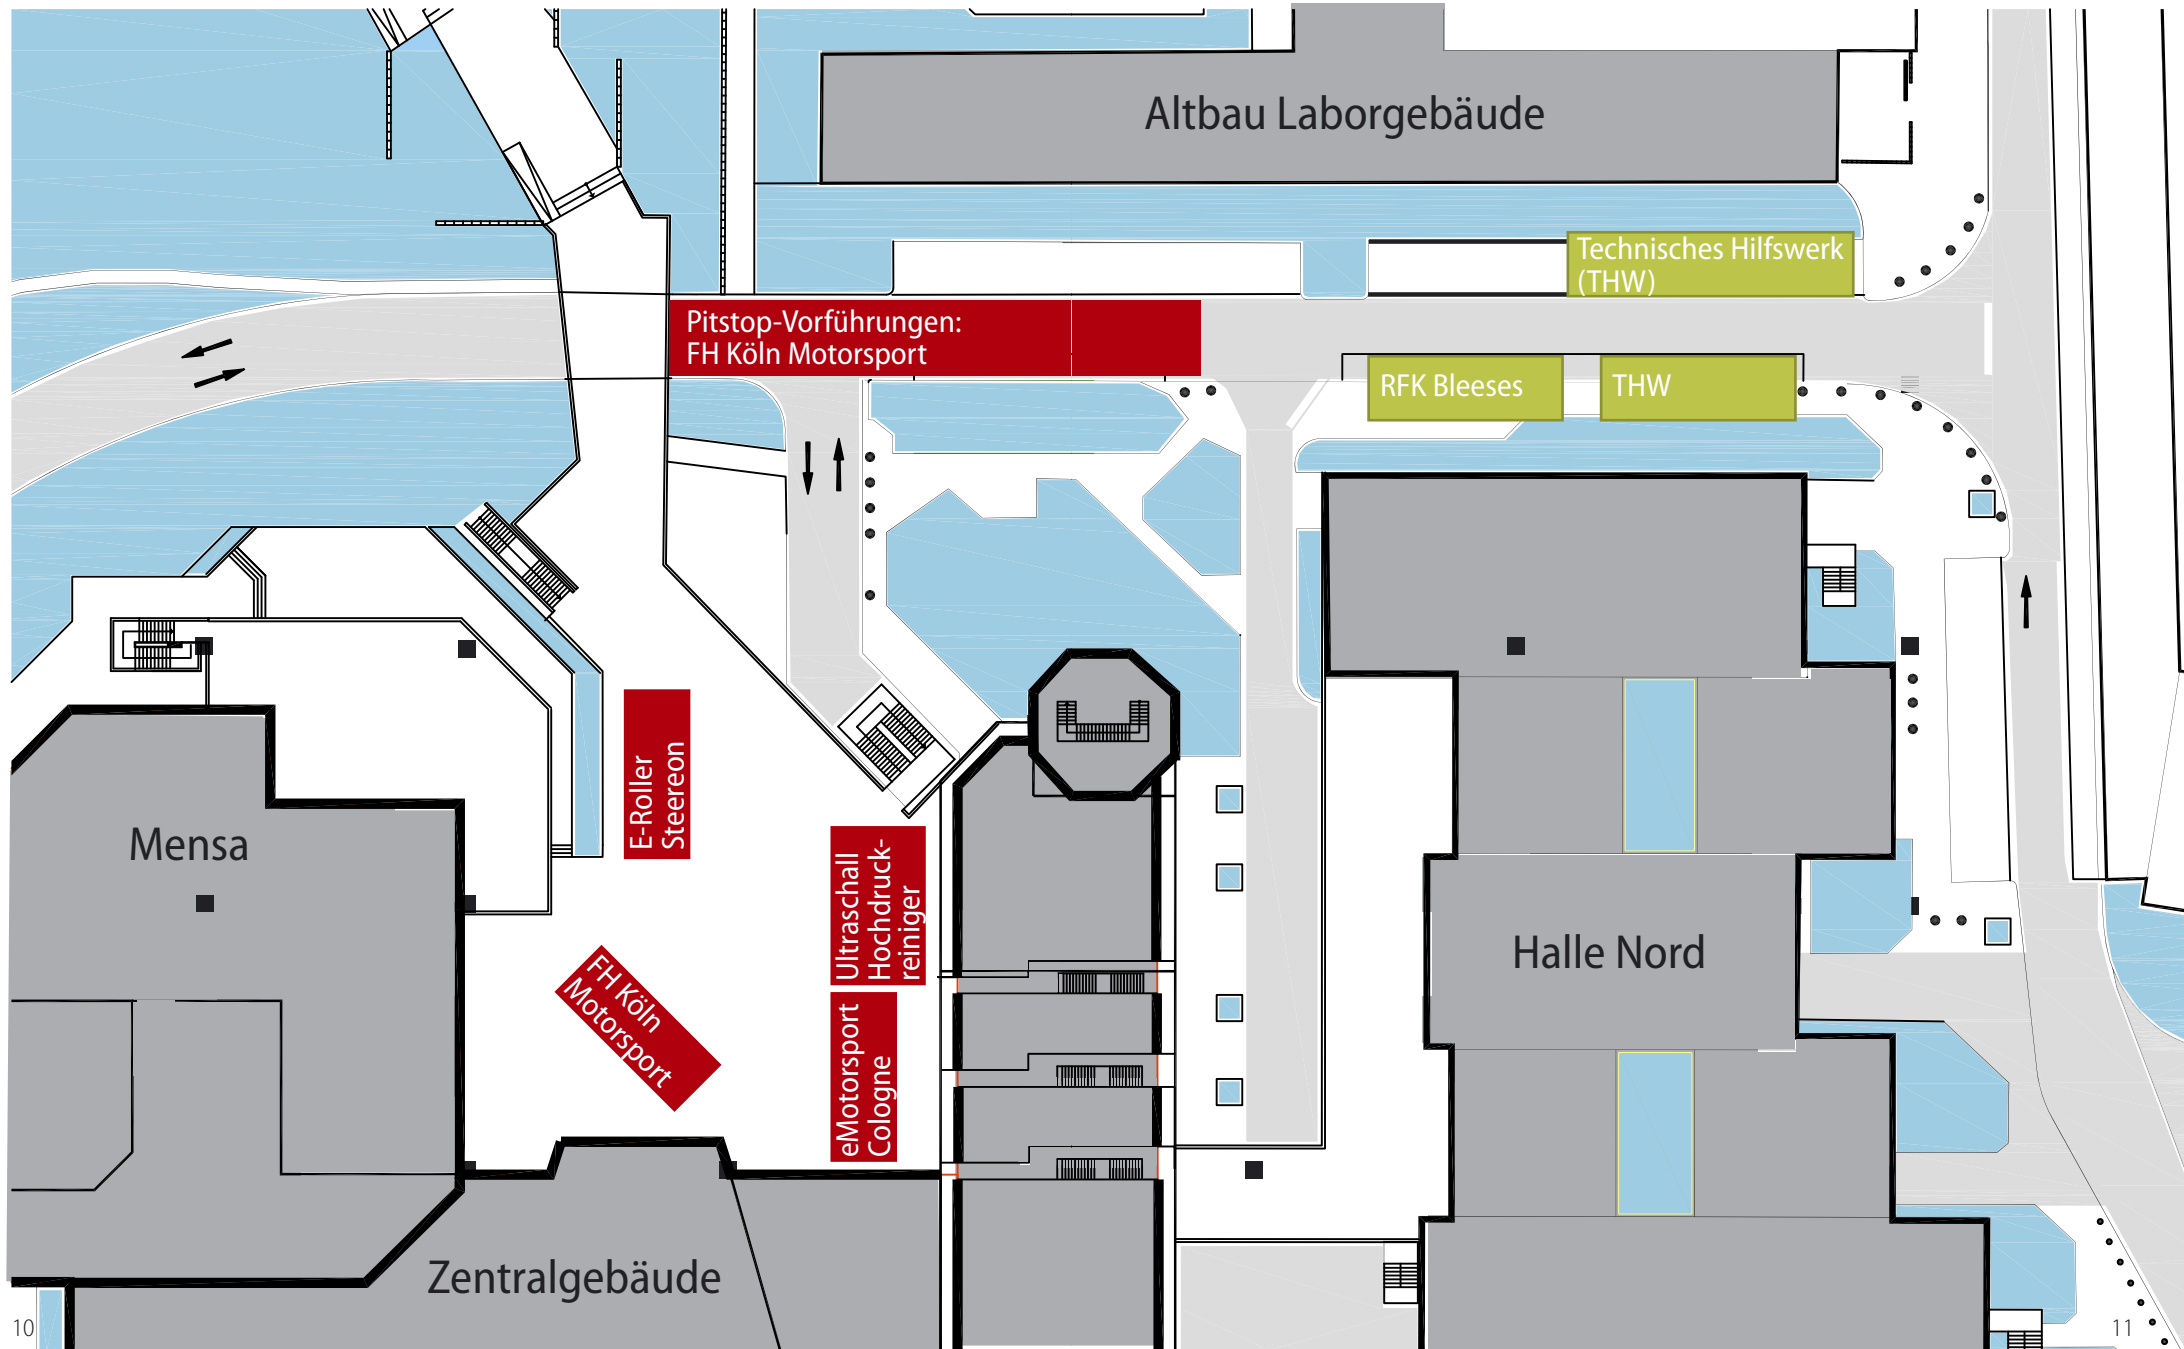 Altbau Laborgebäude
Technisches Hilfswerk
(THW)
Pitstop-Vorführungen:
FH Köln Motorsport
RFK Bleeses
THW
E-Roller
Steereon
Mensa
Ultraschall
Hochdruck-
reiniger
Halle Nord
FH Köln
Motorsport
eMotorsport
Cologne
Zentralgebäude
10
11